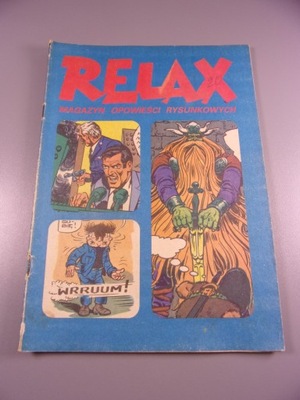 RELAX
MAGAZYN OPOWIEŚCI RYSUNKOWYCH
WRRUUM!